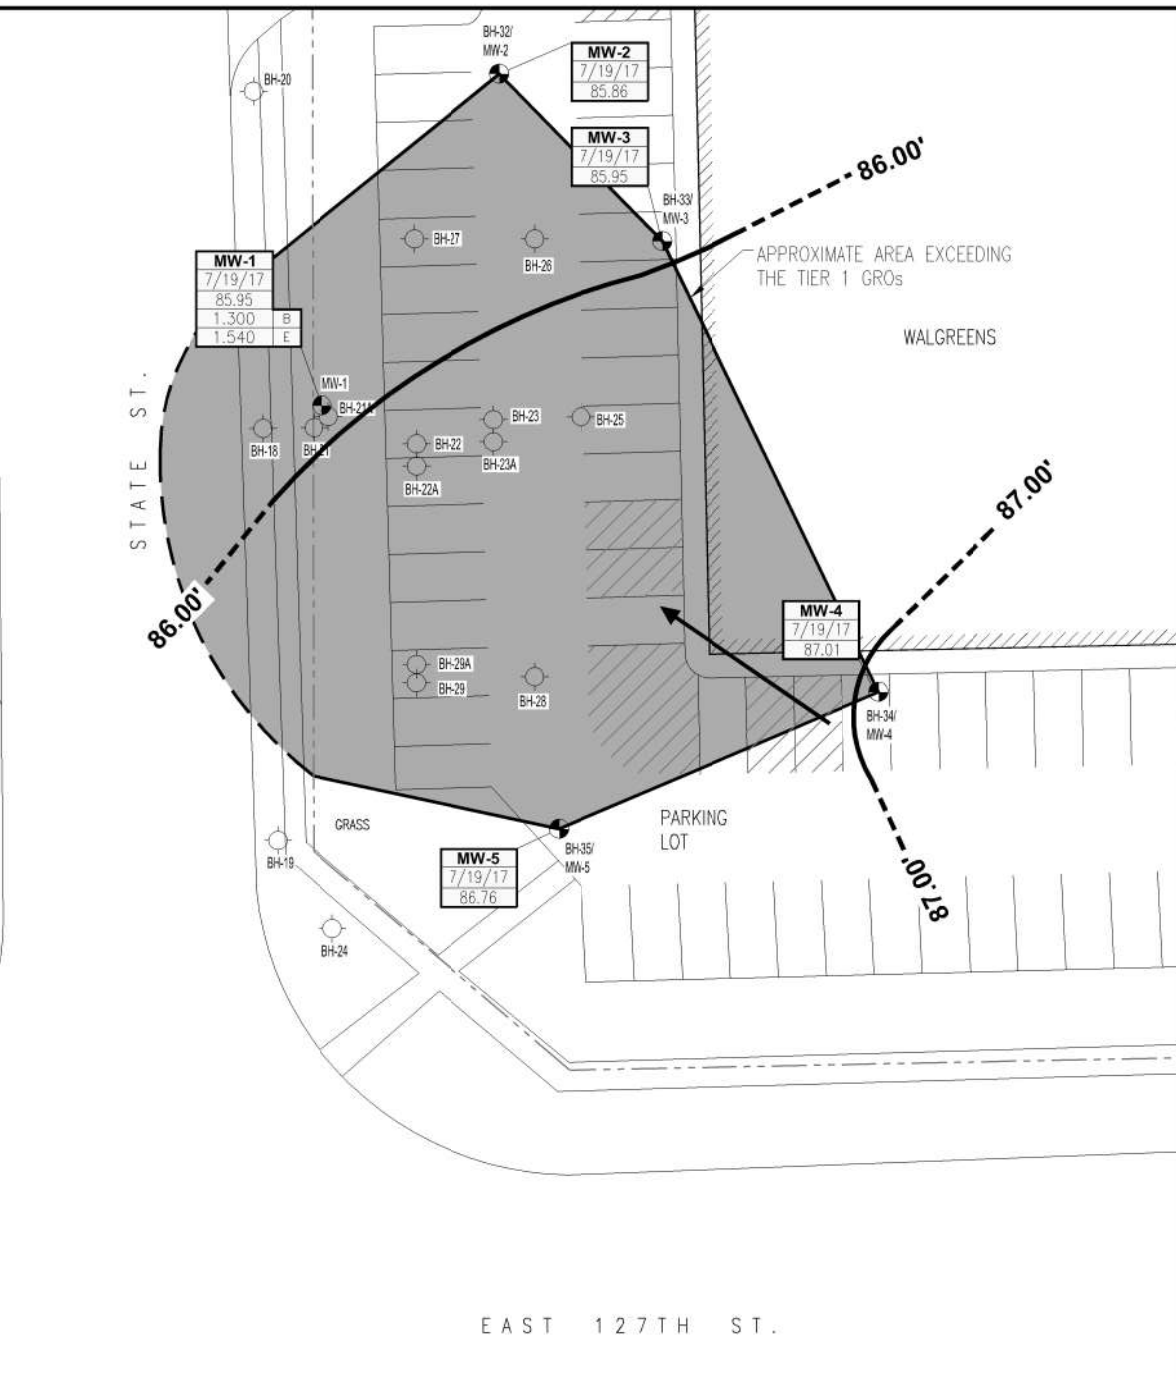 BH-32/
MW-2
MW-2
7/19/17
85.86
BH-20
MW-3
7/19/17
85.95
86.00'
BH-33/
MW-3
BH-27
BH-26
APPROXIMATE AREA EXCEEDING
THE TIER 1 GROs
MW-1
7/19/17
85.95
1.300 B
1.540 E
WALGREENS
STATE ST.
MW-1
BH-21A
BH-18
BH-21
BH-23
BH-25
BH-22
BH-23A
BH-22A
87.00'
86.00'
MW-4
7/19/17
87.01
BH-29A
BH-29
BH-28
BH-34/
MW-4
GRASS
PARKING
LOT
BH-35/
MW-5
BH-19
MW-5
7/19/17
86.76
87.00'
BH-24
EAST 127TH ST.